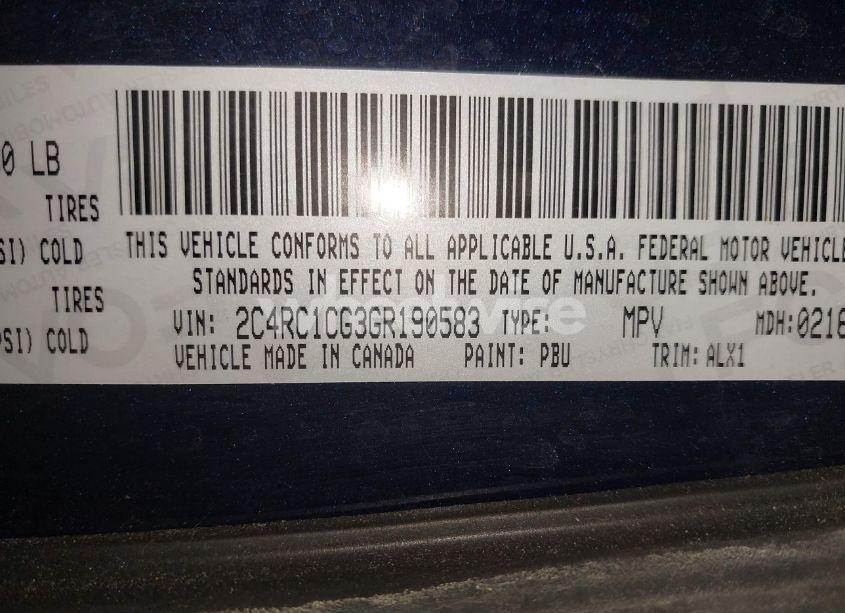 0 LB
TIRES
SI) COLD
TIRES
PSI) COLD
THIS VEHICLE CONFORMS TO ALL APPLICABLE U.S.A. FEDERAL MOTOR VEHICLE
STANDARDS IN EFFECT ON THE DATE OF MANUFACTURE SHOWN ABOVE.
VIN: 2C4RC1CG3GR190583 TYPE: MPV MDH:0216
VEHICLE MADE IN CANADA PAINT: PBU TRIM: ALX1